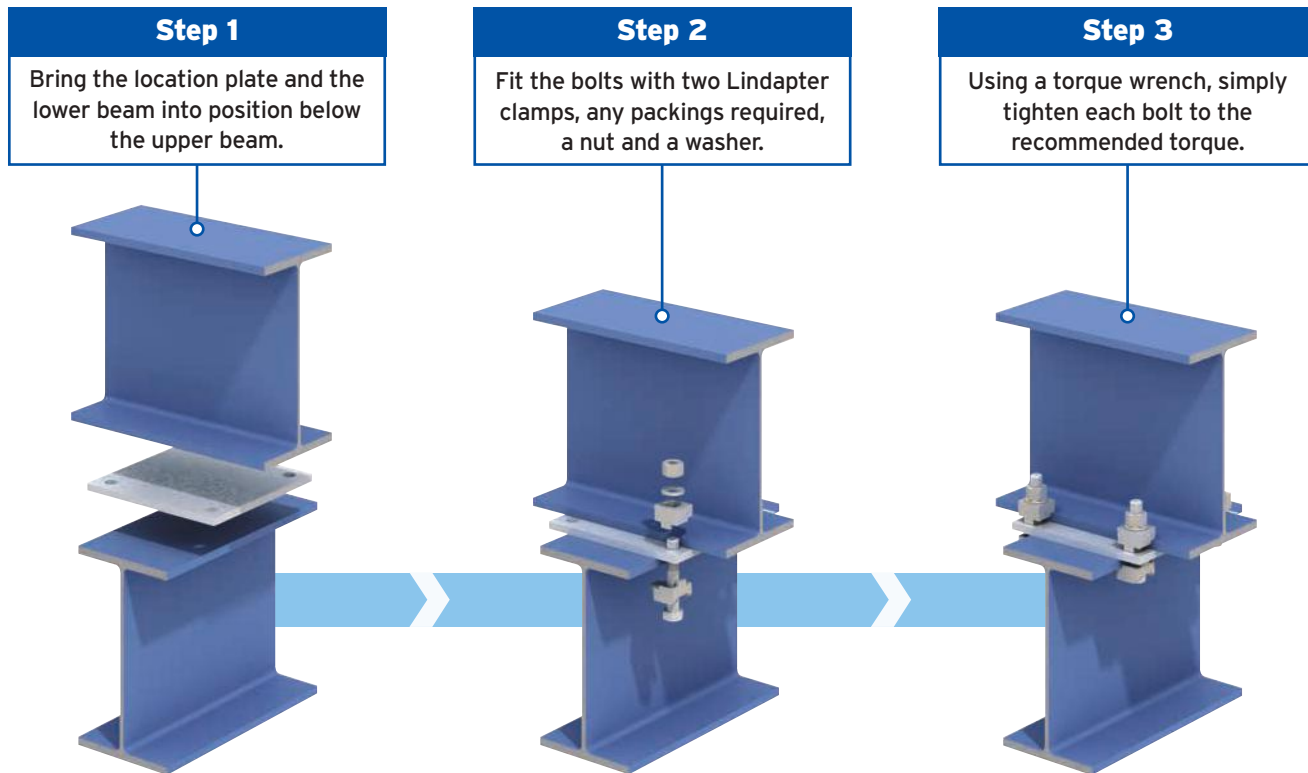 Step 1
Bring the location plate and the
lower beam into position below
the upper beam.
Step 2
Fit the bolts with two Lindapter
clamps, any packings required,
a nut and a washer.
Step 3
Using a torque wrench, simply
tighten each bolt to the
recommended torque.